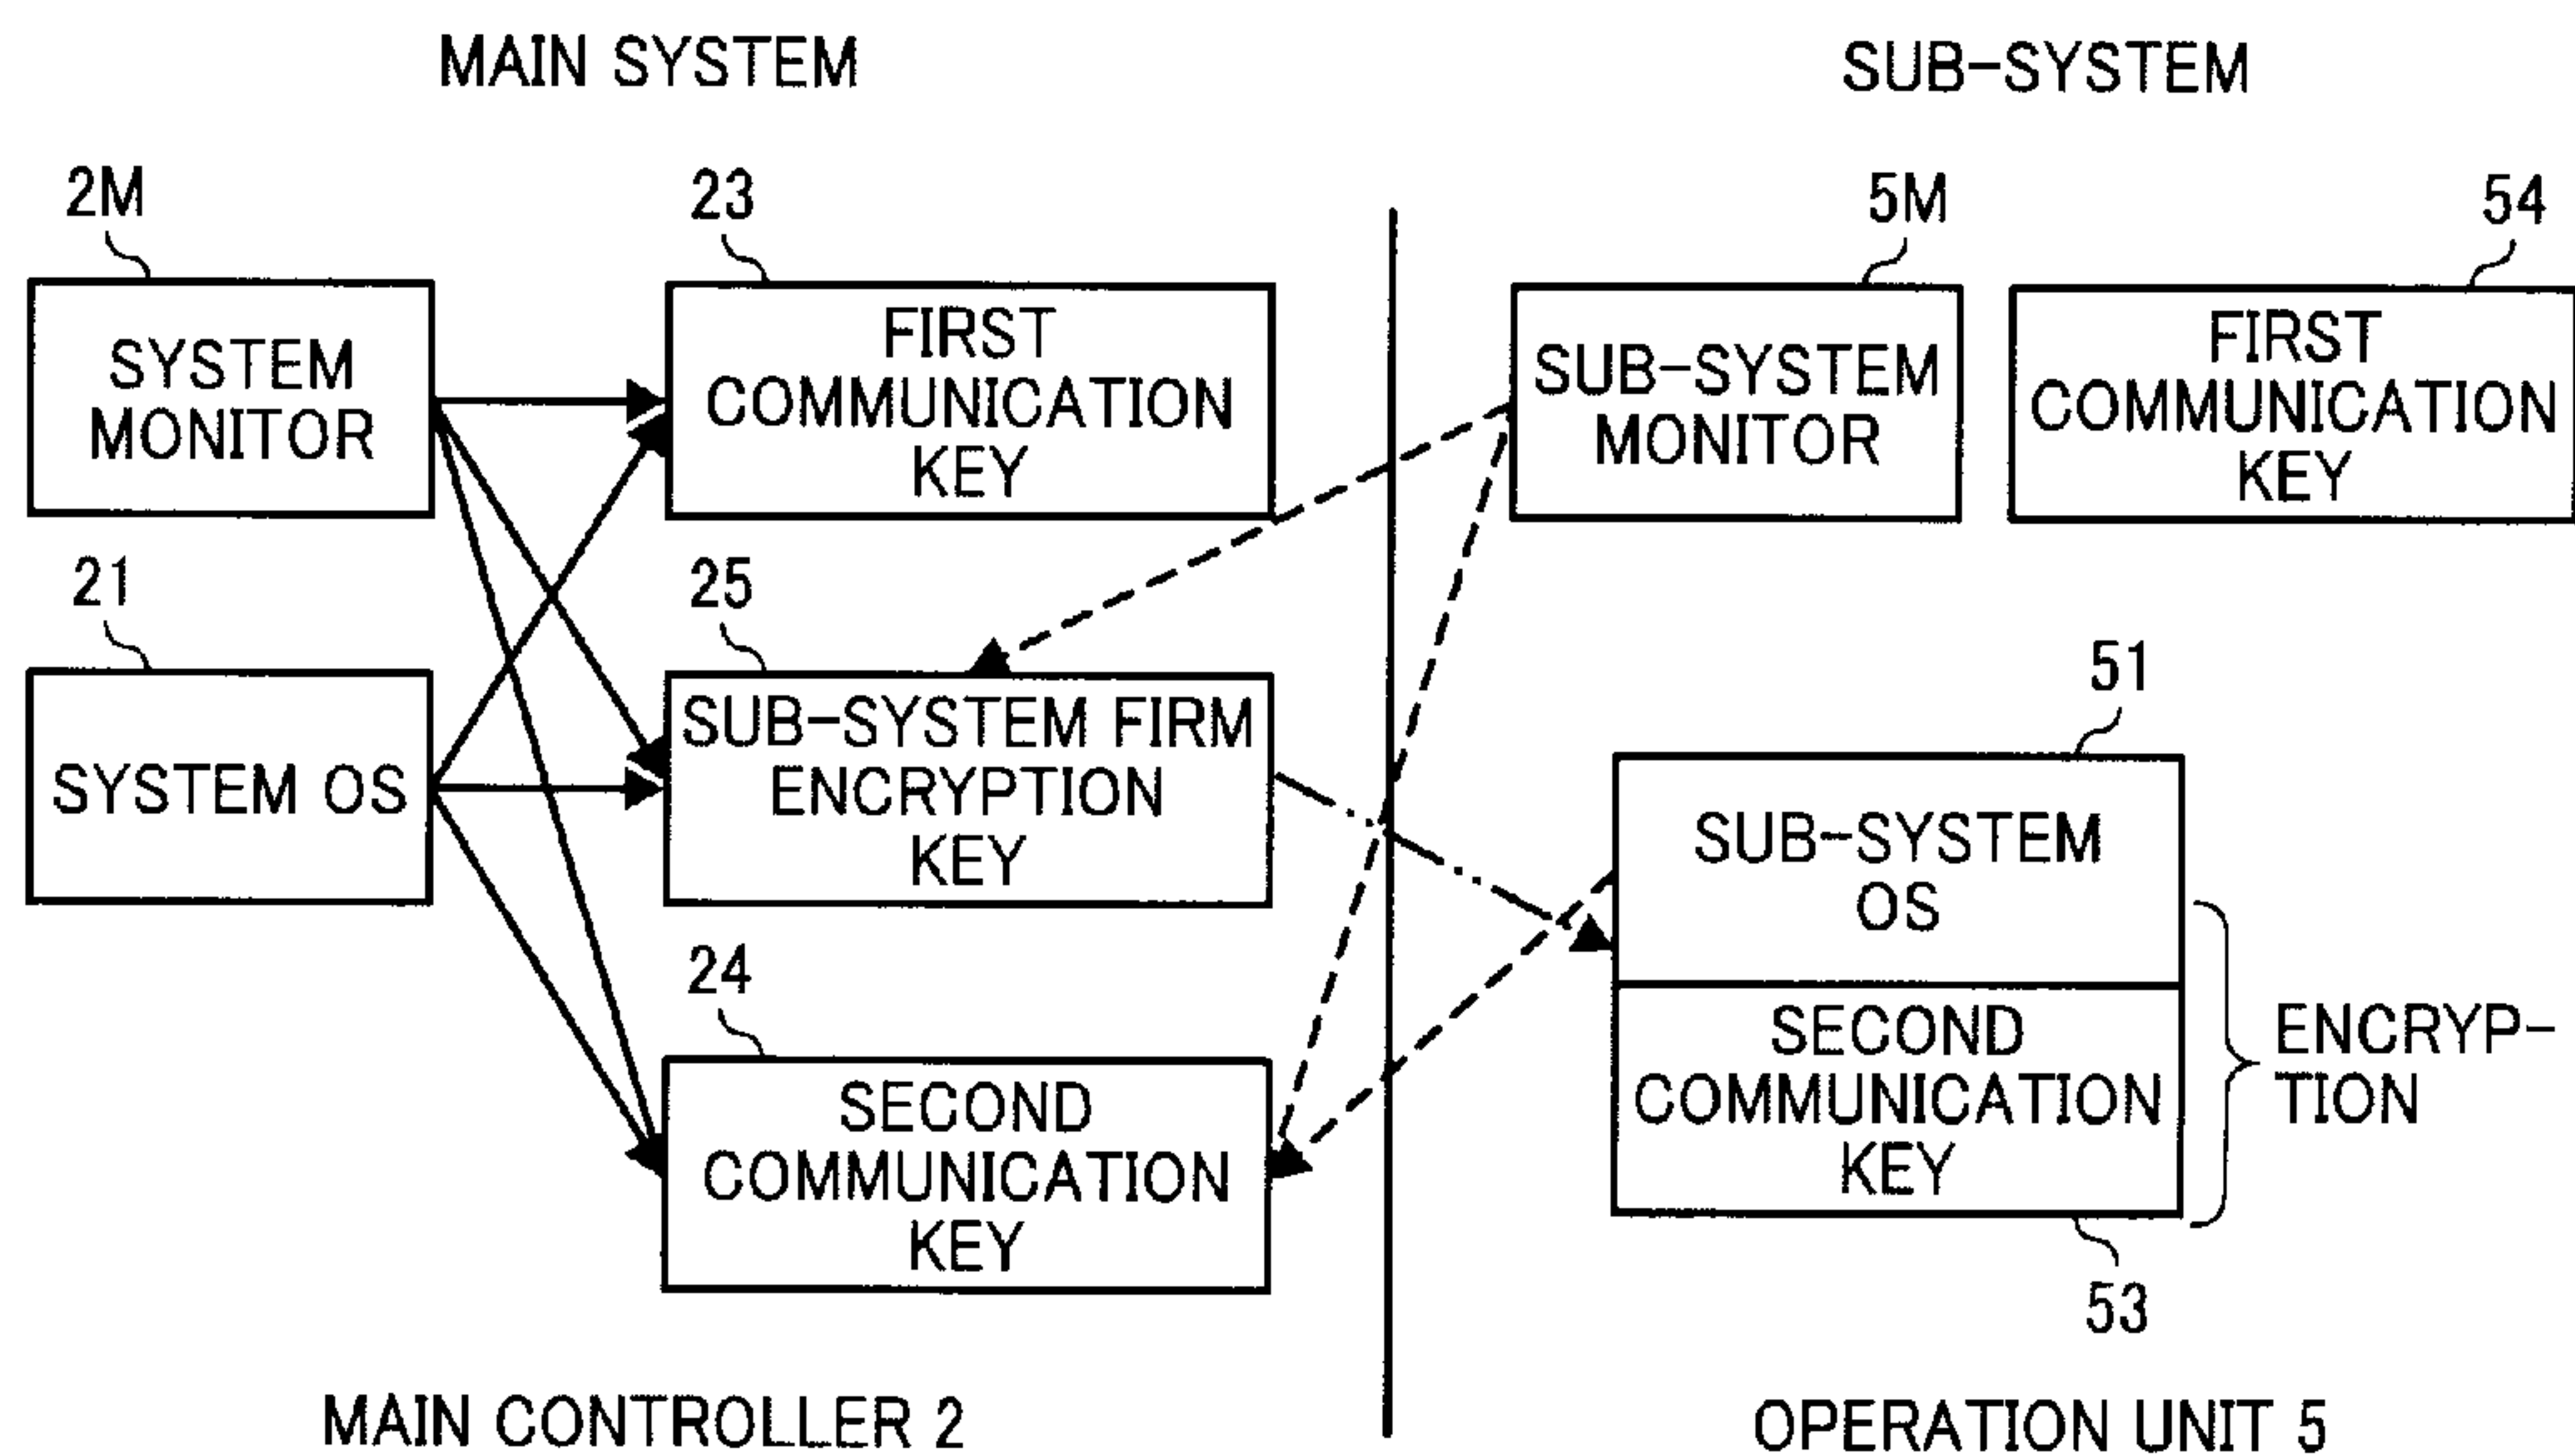 MAIN SYSTEM
SUB-SYSTEM
2M
23
5M
54
SYSTEM
MONITOR
FIRST
COMMUNICATION
KEY
SUB-SYSTEM
MONITOR
FIRST
COMMUNICATION
KEY
21
25
51
SYSTEM OS
SUB-SYSTEM FIRM
ENCRYPTION
KEY
SUB-SYSTEM
OS
24
SECOND
COMMUNICATION
KEY
SECOND
COMMUNICATION
KEY
ENCRYP-
TION
53
MAIN CONTROLLER 2
OPERATION UNIT 5